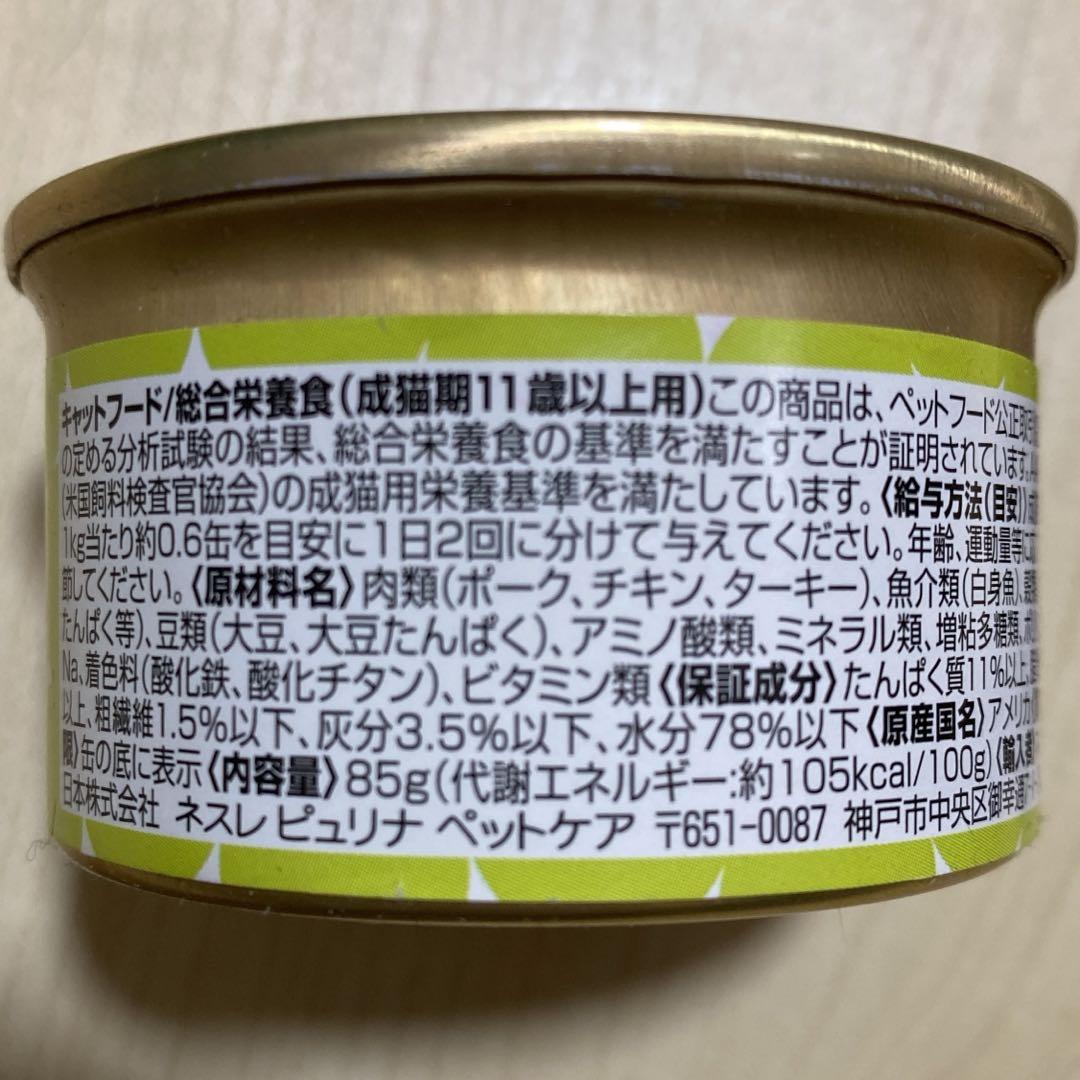 キャットフード/総合栄養食(成猫期11歳以上用)この商品は、ペットフード公正取引
の定める分析試験の結果、総合栄養食の基準を満たすことが証明されています。
(米国飼料検査官協会)の成猫用栄養基準を満たしています。〈給与方法(目安)〉
1kg当たり約0.6缶を目安に1日2回に分けて与えてください。年齢、運動量等に
節してください。〈原材料名〉肉類(ポーク、チキン、ターキー)、魚介類(白身魚)、
たんぱく等)、豆類(大豆、大豆たんぱく)、アミノ酸類、ミネラル類、増粘多糖類、
Na、着色料(酸化鉄、酸化チタン)、ビタミン類〈保証成分〉たんぱく質11%以上、
以上、粗繊維1.5%以下、灰分3.5%以下、水分78%以下〈原産国名〉アメリカ
限〉缶の底に表示〈内容量〉85g(代謝エネルギー:約105kcal/100g)〈輸入
日本株式会社 ネスレ ピュリナ ペットケア 〒651-0087 神戸市中央区御幸通